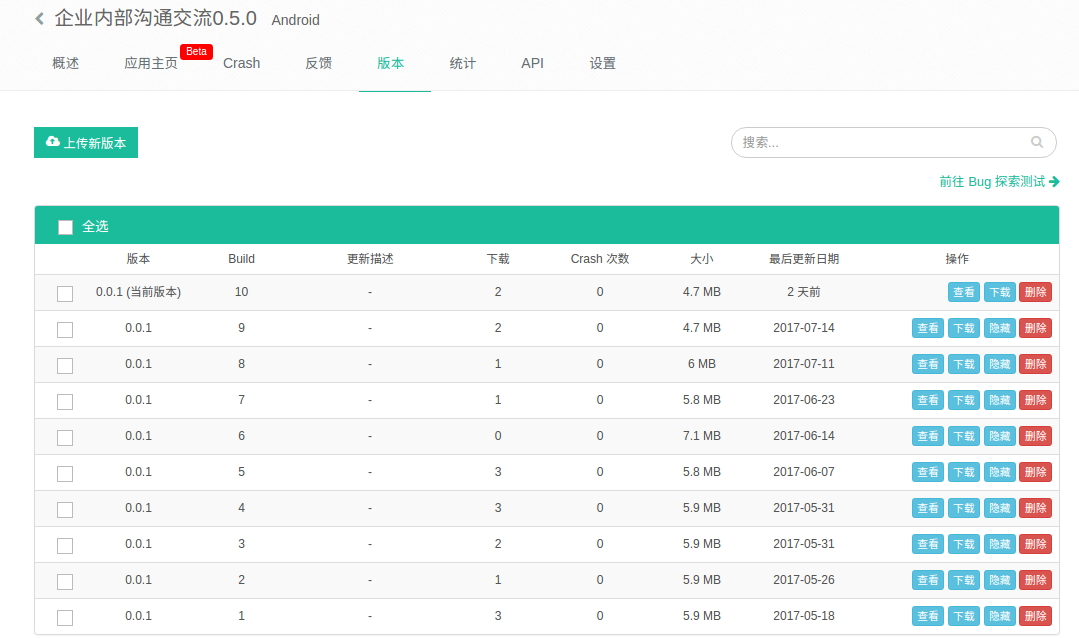 企业内部沟通交流0.5.0 Android
概述 应用主页 Beta Crash 反馈 版本 统计 API 设置
上传新版本 搜索...
前往 Bug 探索测试
全选
版本 Build 更新描述 下载 Crash 次数 大小 最后更新日期 操作
0.0.1 (当前版本) 10 - 2 0 4.7 MB 2 天前 查看 下载 删除
0.0.1 9 - 2 0 4.7 MB 2017-07-14 查看 下载 隐藏 删除
0.0.1 8 - 1 0 6 MB 2017-07-11 查看 下载 隐藏 删除
0.0.1 7 - 1 0 5.8 MB 2017-06-23 查看 下载 隐藏 删除
0.0.1 6 - 0 0 7.1 MB 2017-06-14 查看 下载 隐藏 删除
0.0.1 5 - 3 0 5.8 MB 2017-06-07 查看 下载 隐藏 删除
0.0.1 4 - 3 0 5.9 MB 2017-05-31 查看 下载 隐藏 删除
0.0.1 3 - 2 0 5.9 MB 2017-05-31 查看 下载 隐藏 删除
0.0.1 2 - 1 0 5.9 MB 2017-05-26 查看 下载 隐藏 删除
0.0.1 1 - 3 0 5.9 MB 2017-05-18 查看 下载 隐藏 删除